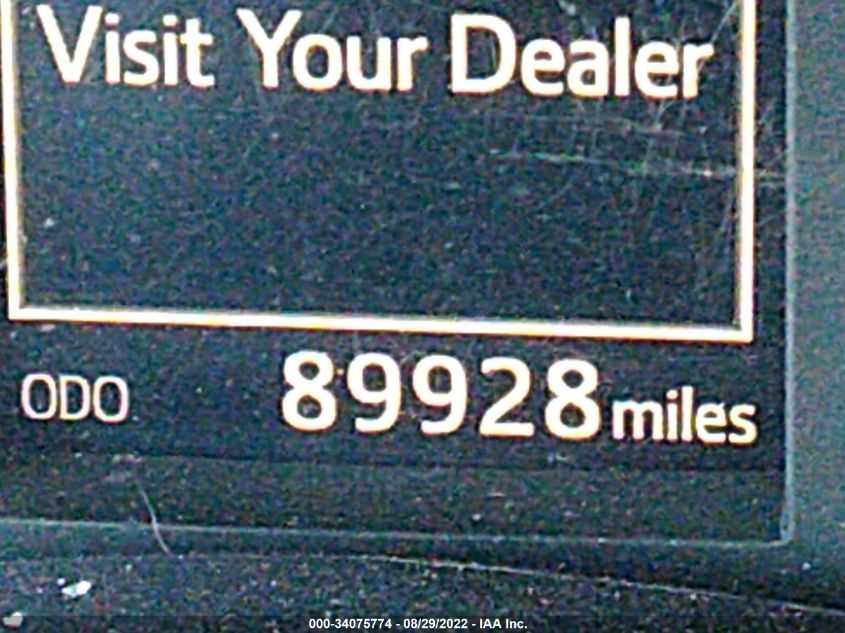 Visit Your Dealer
ODO 89928 miles
000-34075774 - 08/29/2022 - IAA Inc.